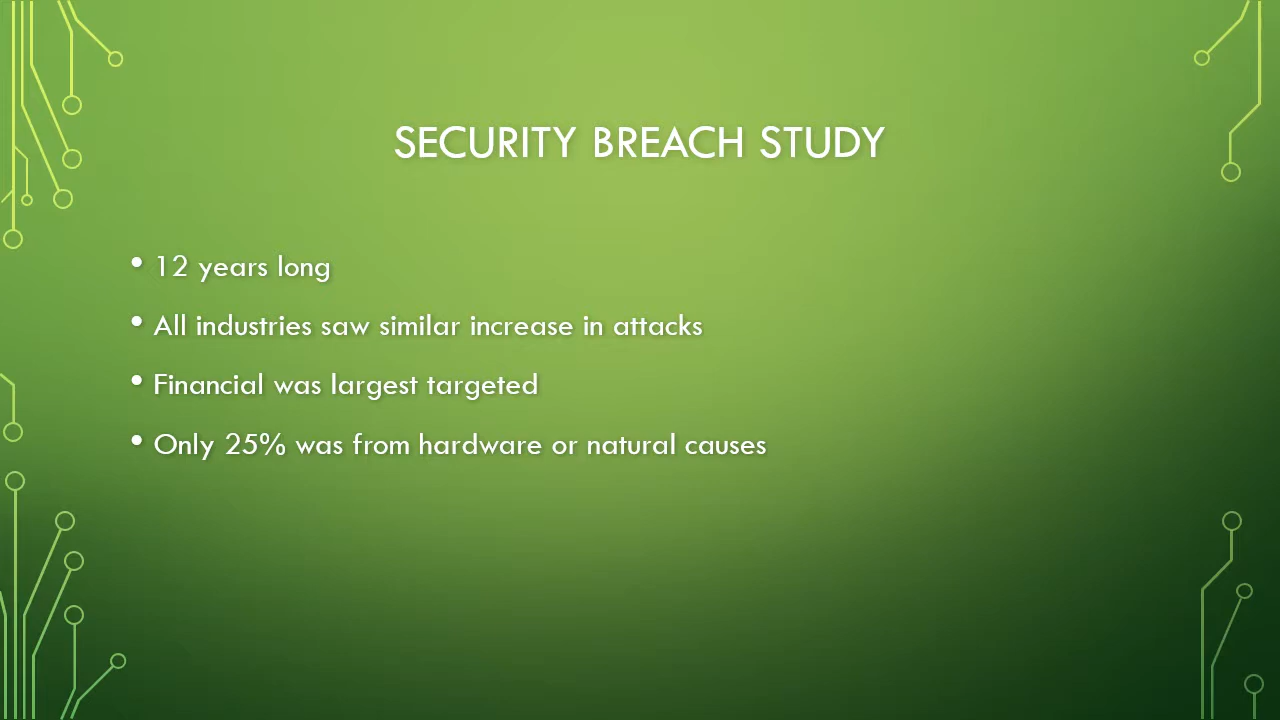 SECURITY BREACH STUDY
• 12 years long
• All industries saw similar increase in attacks
• Financial was largest targeted
• Only 25% was from hardware or natural causes